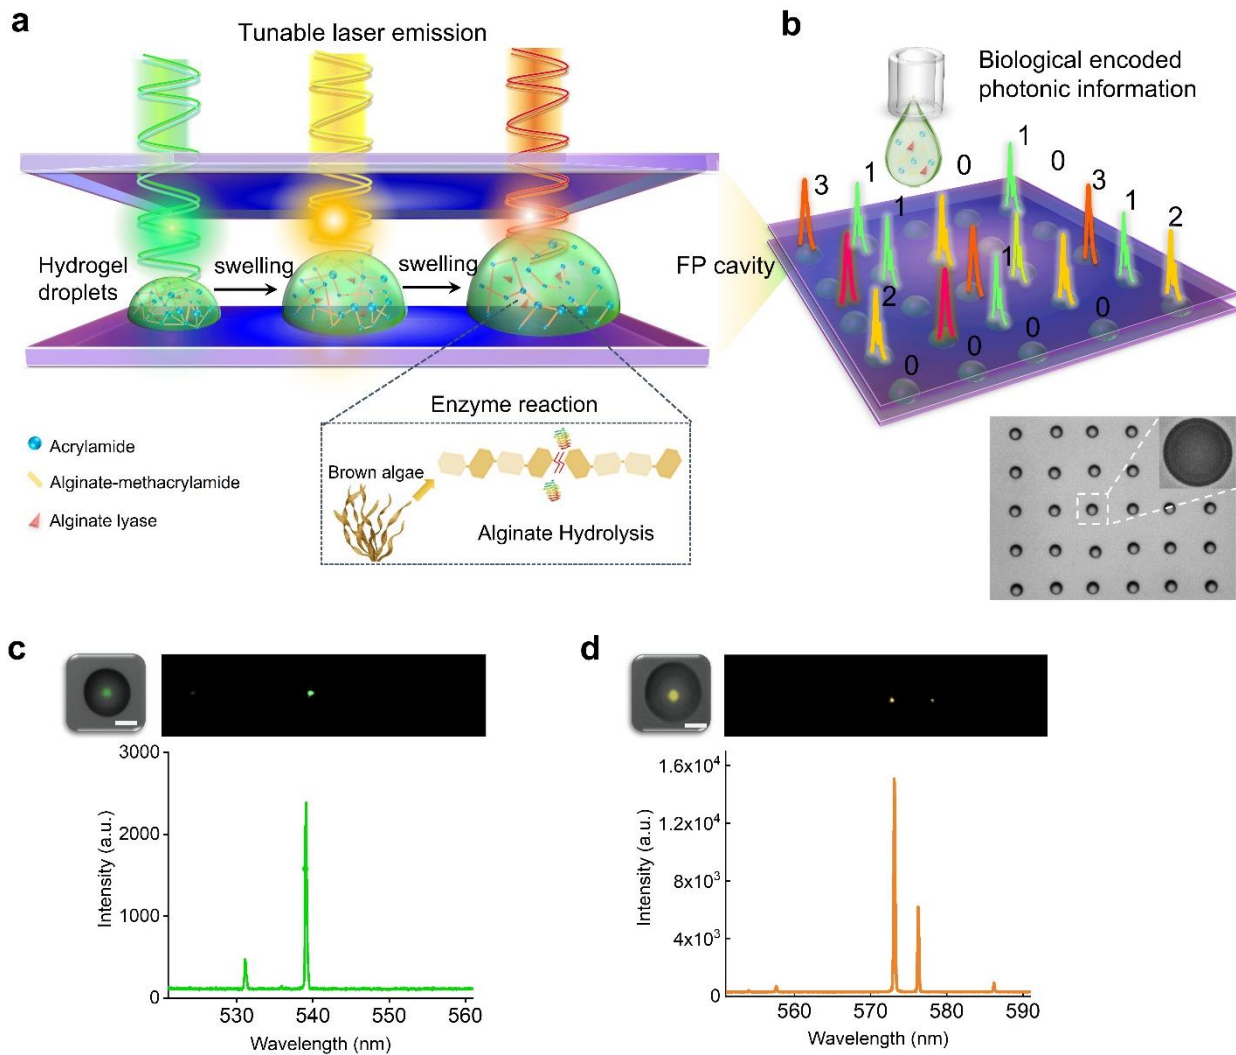 a
Tunable laser emission
Hydrogel
droplets
swelling
swelling
Enzyme reaction
Brown algae
Alginate Hydrolysis
Acrylamide
Alginate-methacrylamide
Alginate lyase
b
Biological encoded
photonic information
FP cavity
3
1
1
0
1
0
3
1
2
2
1
0
0
0
0
0
c
3000
2000
1000
0
Intensity (a.u.)
530
540
550
560
Wavelength (nm)
d
1.6x10⁴
1.2x10⁴
8x10³
4x10³
0
Intensity (a.u.)
560
570
580
590
Wavelength (nm)